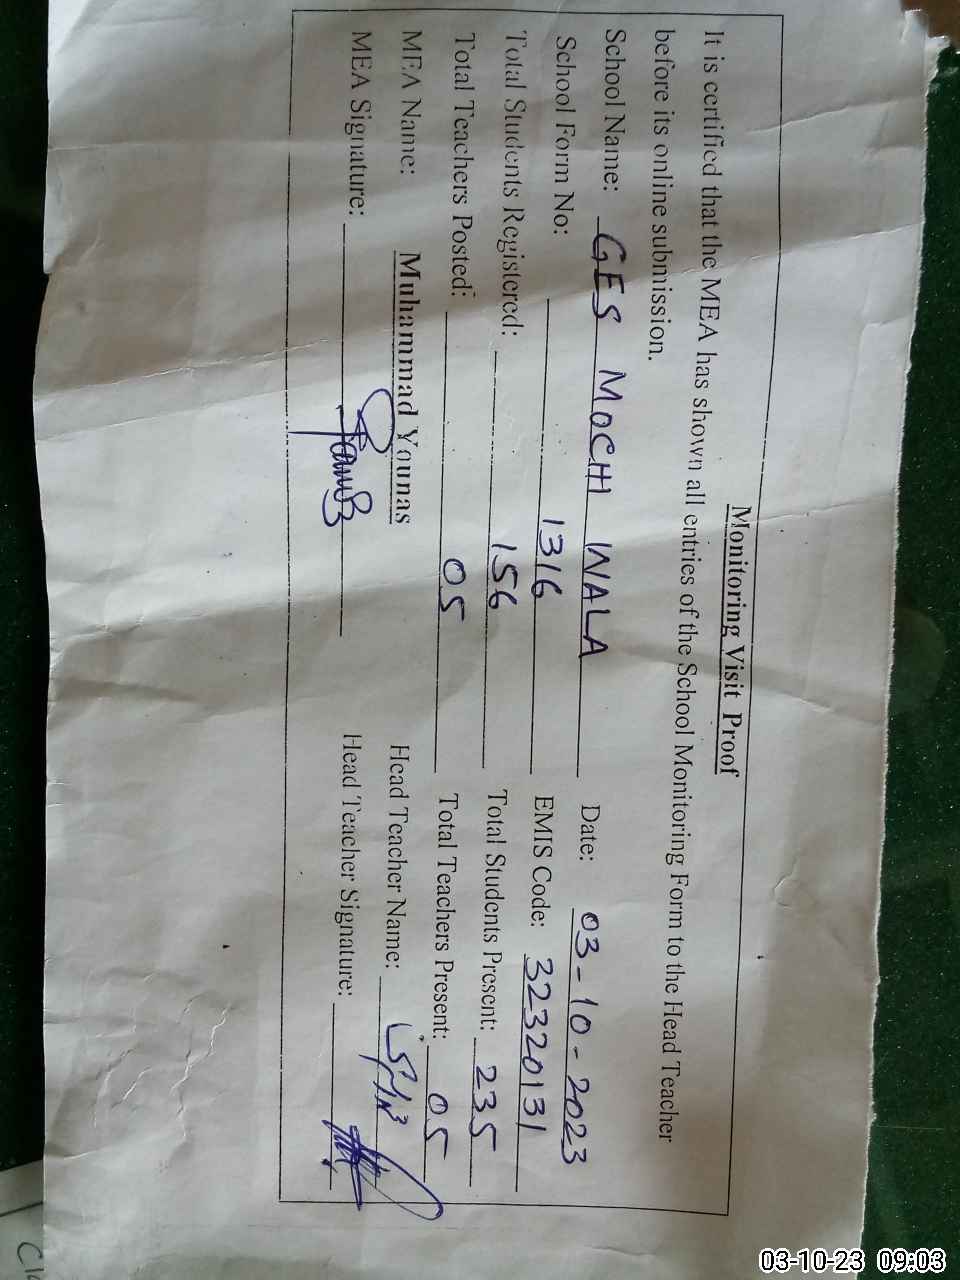 Monitoring Visit Proof
It is certified that the MEA has shown all entries of the School Monitoring Form to the Head Teacher
before its online submission.
School Name: GES MOCHI WALA Date: 03-10-2023
School Form No: 1316 EMIS Code: 32320131
Total Students Registered: 156 Total Students Present: 235
Total Teachers Posted: 05 Total Teachers Present: 05
MEA Name: Muhammad Younas Head Teacher Name:
MEA Signature: Head Teacher Signature:
03-10-23 09:03